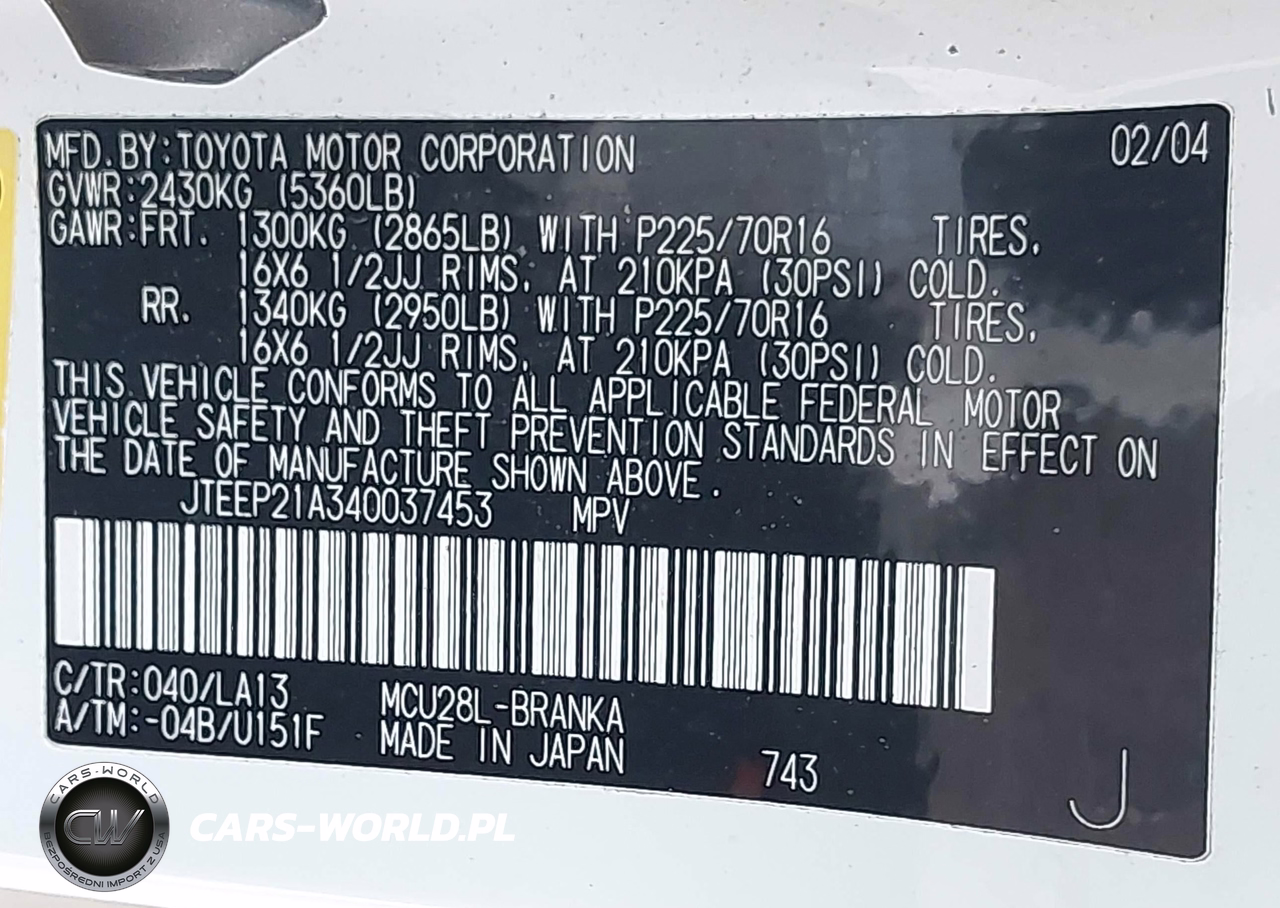 MFD.BY:TOYOTA MOTOR CORPORATION 02/04
GVWR:2430KG (5360LB)
GAWR:FRT. 1300KG (2865LB) WITH P225/70R16 TIRES,
16X6 1/2JJ RIMS, AT 210KPA (30PSI) COLD.
RR. 1340KG (2950LB) WITH P225/70R16 TIRES,
16X6 1/2JJ RIMS, AT 210KPA (30PSI) COLD.
THIS VEHICLE CONFORMS TO ALL APPLICABLE FEDERAL MOTOR
VEHICLE SAFETY AND THEFT PREVENTION STANDARDS IN EFFECT ON
THE DATE OF MANUFACTURE SHOWN ABOVE.
JTEEP21A340037453 MPV
C/TR:040/LA13 MCU28L-BRANKA
A/TM:-04B/U151F MADE IN JAPAN 743
J
CARS-WORLD
CW
BEZPOŚREDNI IMPORT Z USA
CARS-WORLD.PL